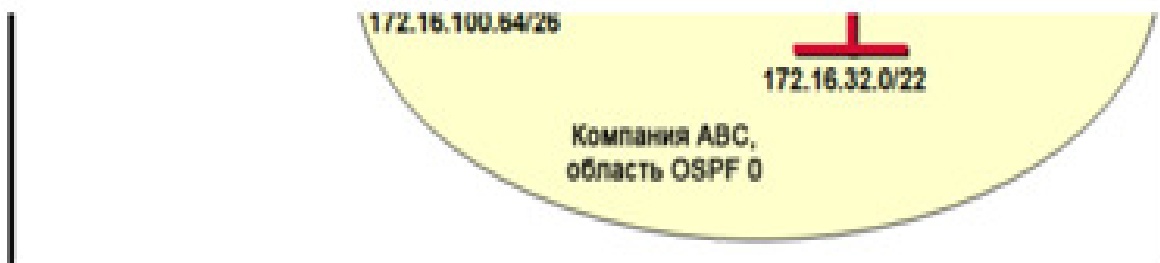 172.16.100.64/26
172.16.32.0/22
Компания ABC,
область OSPF 0